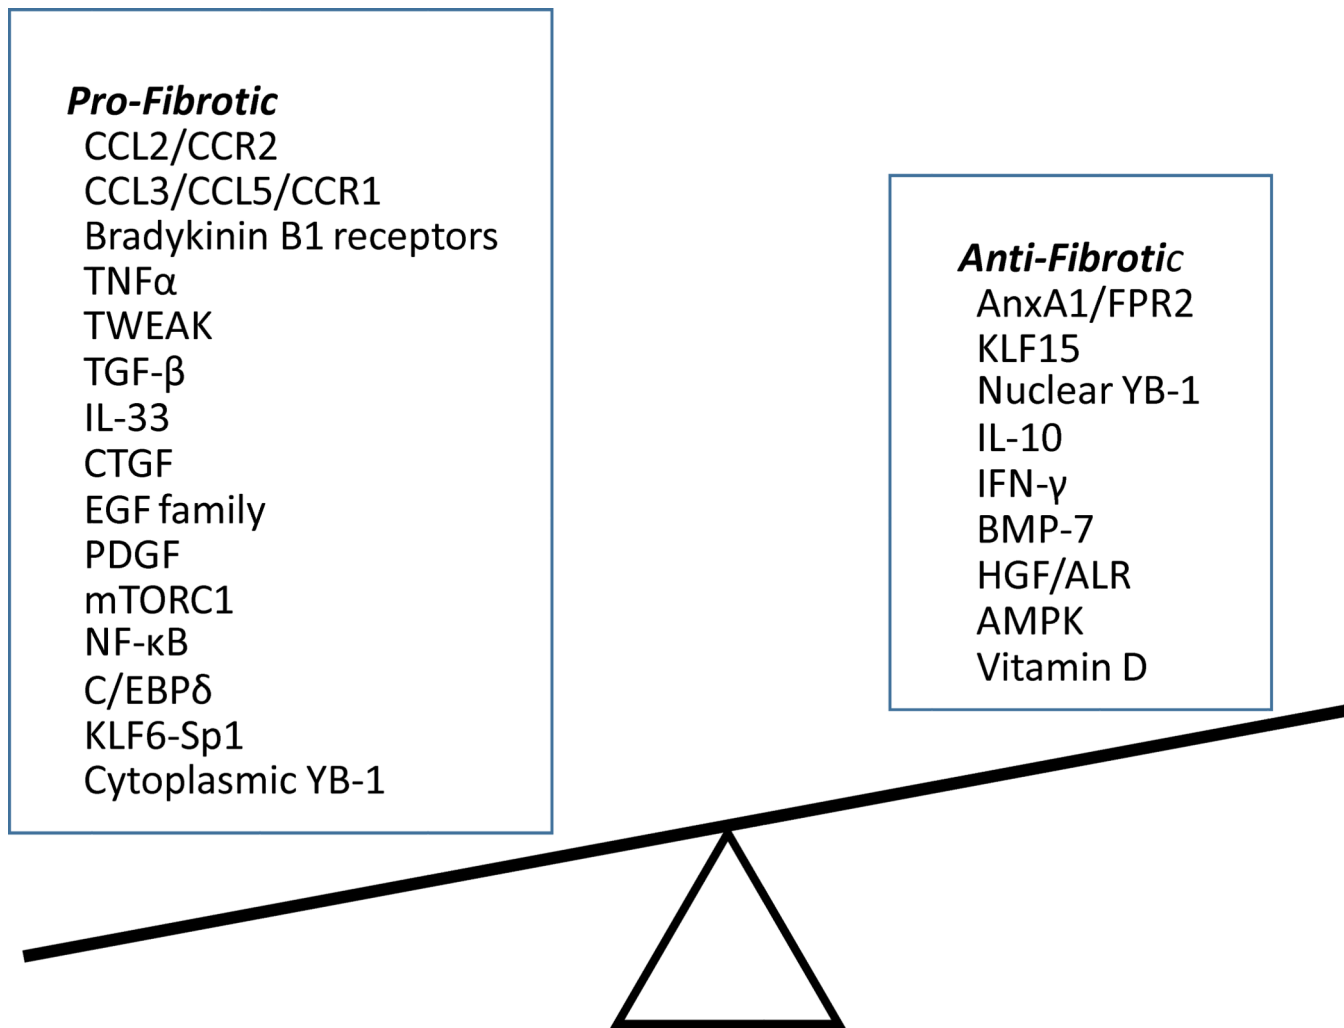 Pro-Fibrotic
CCL2/CCR2
CCL3/CCL5/CCR1
Bradykinin B1 receptors
TNFα
TWEAK
TGF-β
IL-33
CTGF
EGF family
PDGF
mTORC1
NF-κB
C/EBPδ
KLF6-Sp1
Cytoplasmic YB-1
Anti-Fibrotic
AnxA1/FPR2
KLF15
Nuclear YB-1
IL-10
IFN-γ
BMP-7
HGF/ALR
AMPK
Vitamin D